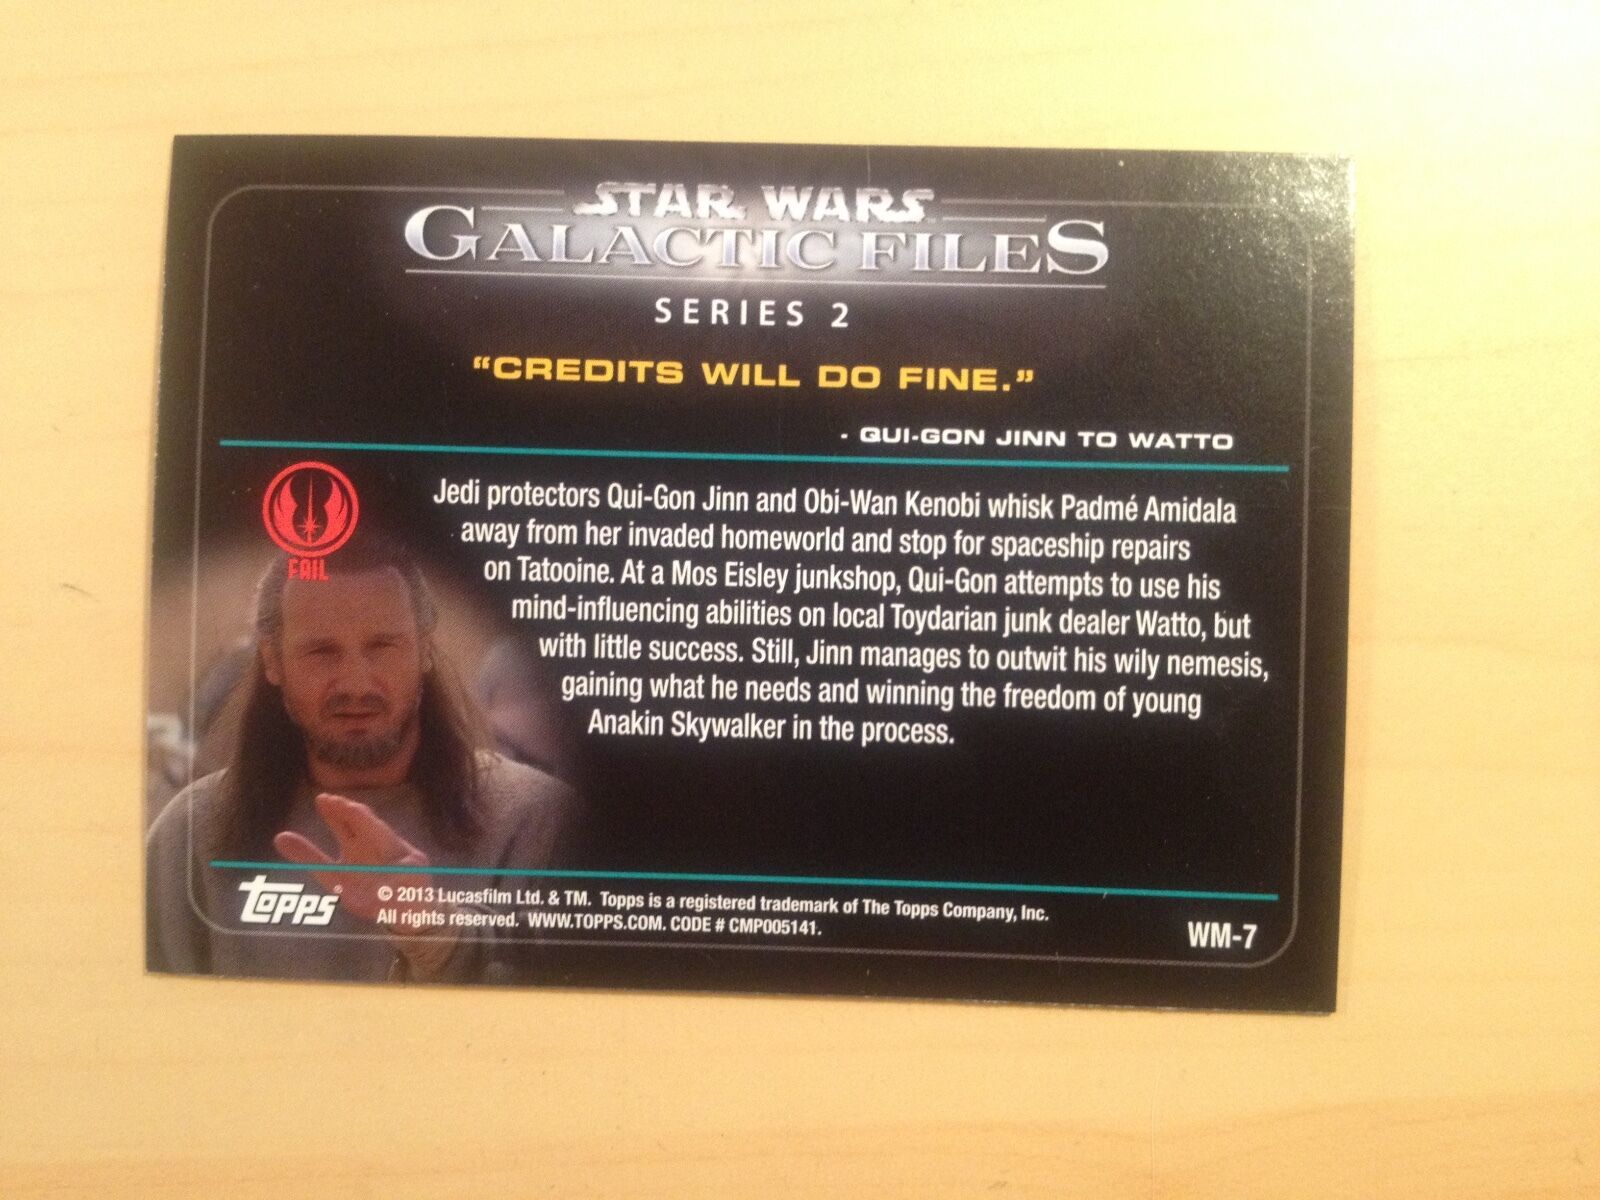 STAR WARS
GALACTIC FILES
SERIES 2
"CREDITS WILL DO FINE."
- QUI-GON JINN TO WATTO
FAIL
Jedi protectors Qui-Gon Jinn and Obi-Wan Kenobi whisk Padmé Amidala
away from her invaded homeworld and stop for spaceship repairs
on Tatooine. At a Mos Eisley junkshop, Qui-Gon attempts to use his
mind-influencing abilities on local Toydarian junk dealer Watto, but
with little success. Still, Jinn manages to outwit his wily nemesis,
gaining what he needs and winning the freedom of young
Anakin Skywalker in the process.
Topps®
© 2013 Lucasfilm Ltd. & TM. Topps is a registered trademark of The Topps Company, Inc.
All rights reserved. WWW.TOPPS.COM. CODE # CMP005141.
WM-7